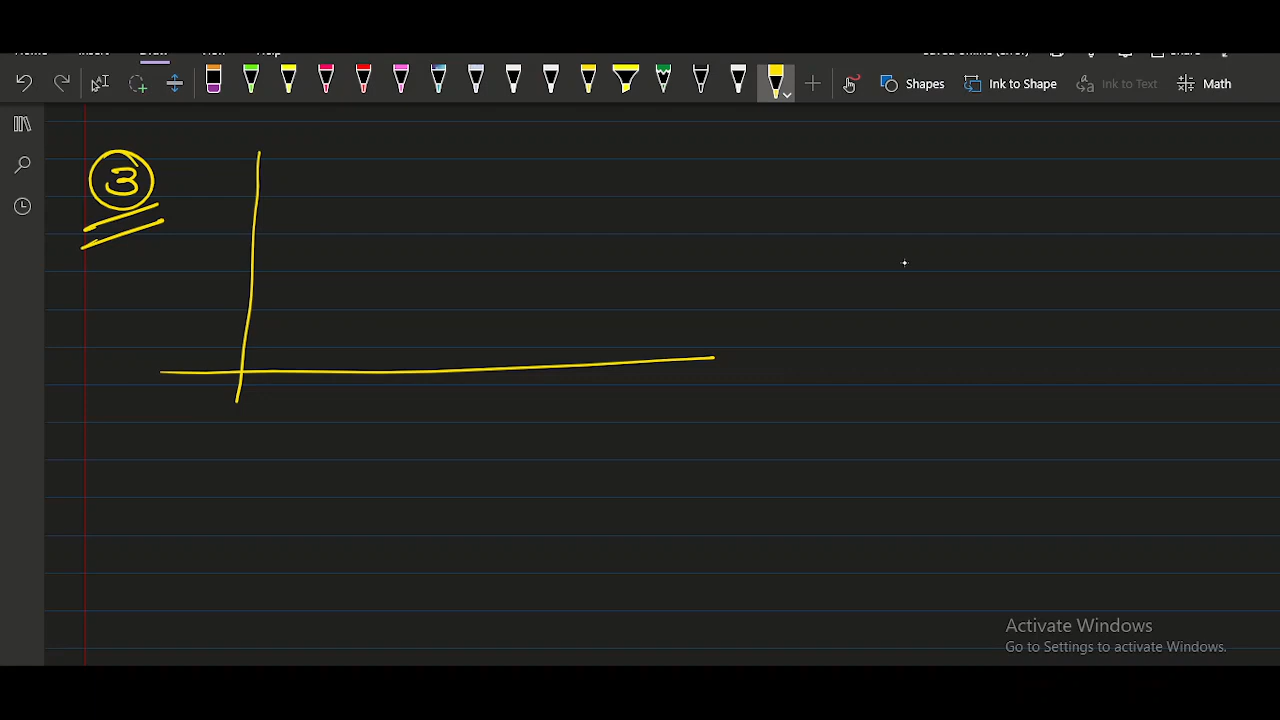 Shapes Ink to Shape Ink to Text Math
3
Activate Windows
Go to Settings to activate Windows.